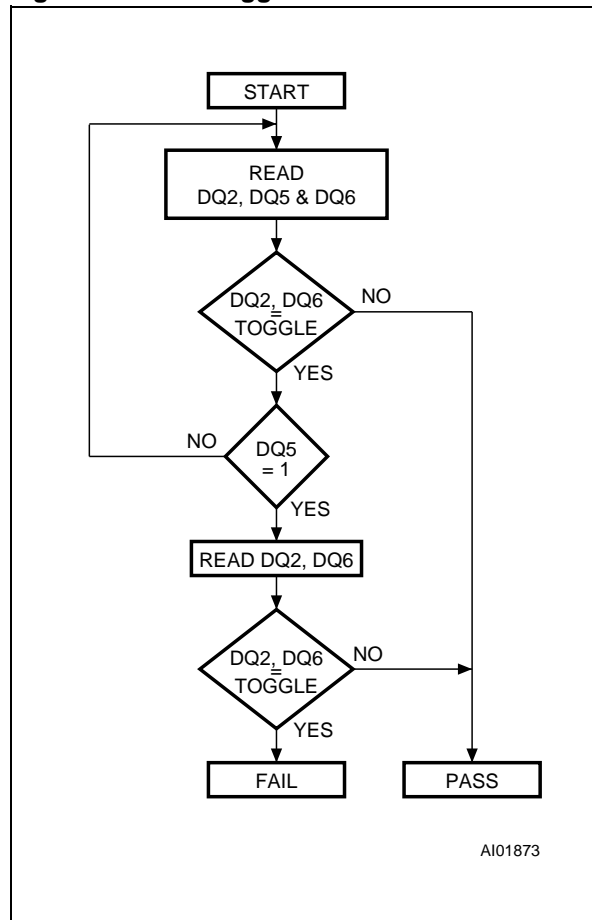 START
READ
DQ2, DQ5 & DQ6
DQ2, DQ6
=
TOGGLE
NO
YES
NO
DQ5
= 1
YES
READ DQ2, DQ6
DQ2, DQ6
=
TOGGLE
NO
YES
FAIL
PASS
AI01873